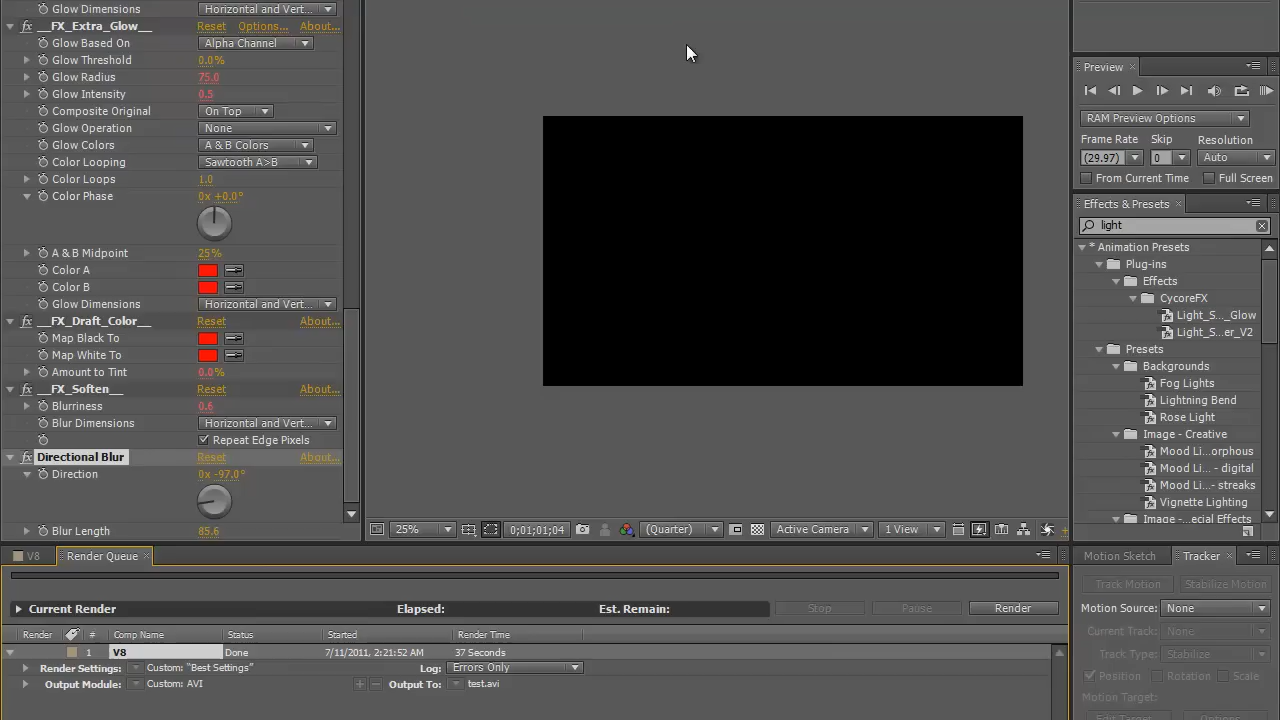 Glow Dimensions Horizontal and Vert...
fx __FX_Extra_Glow__ Reset Options... About...
Glow Based On Alpha Channel
Glow Threshold 0.0%
Glow Radius 75.0
Glow Intensity 0.5
Composite Original On Top
Glow Operation None
Glow Colors A & B Colors
Color Looping Sawtooth A>B
Color Loops 1.0
Color Phase 0x +0.0°
A & B Midpoint 25%
Color A
Color B
Glow Dimensions Horizontal and Vert...
fx __FX_Draft_Color__ Reset About...
Map Black To
Map White To
Amount to Tint 0.0%
fx __FX_Soften__ Reset About...
Blurriness 0.6
Blur Dimensions Horizontal and Vert...
Repeat Edge Pixels
fx Directional Blur Reset About...
Direction 0x -97.0°
Blur Length 85.6
25% 0;01;01;04 (Quarter) Active Camera 1 View
Preview
RAM Preview Options
Frame Rate Skip Resolution
(29.97) 0 Auto
From Current Time Full Screen
Effects & Presets
light
* Animation Presets
Plug-ins
Effects
CycoreFX
Light_S..._Glow
Light_S...er_V2
Presets
Backgrounds
Fog Lights
Lightning Bend
Rose Light
Image - Creative
Mood Li...orphous
Mood Li... - digital
Mood Li...- streaks
Vignette Lighting
Image -...ecial Effects
V8 Render Queue
Current Render Elapsed: Est. Remain: Stop Pause Render
Render # Comp Name Status Started Render Time
1 V8 Done 7/11/2011, 2:21:52 AM 37 Seconds
Render Settings: Custom: "Best Settings" Log: Errors Only
Output Module: Custom: AVI Output To: test.avi
Motion Sketch Tracker
Track Motion Stabilize Motion
Motion Source: None
Current Track: None
Track Type: Stabilize
Position Rotation Scale
Motion Target:
Edit Target... Options...